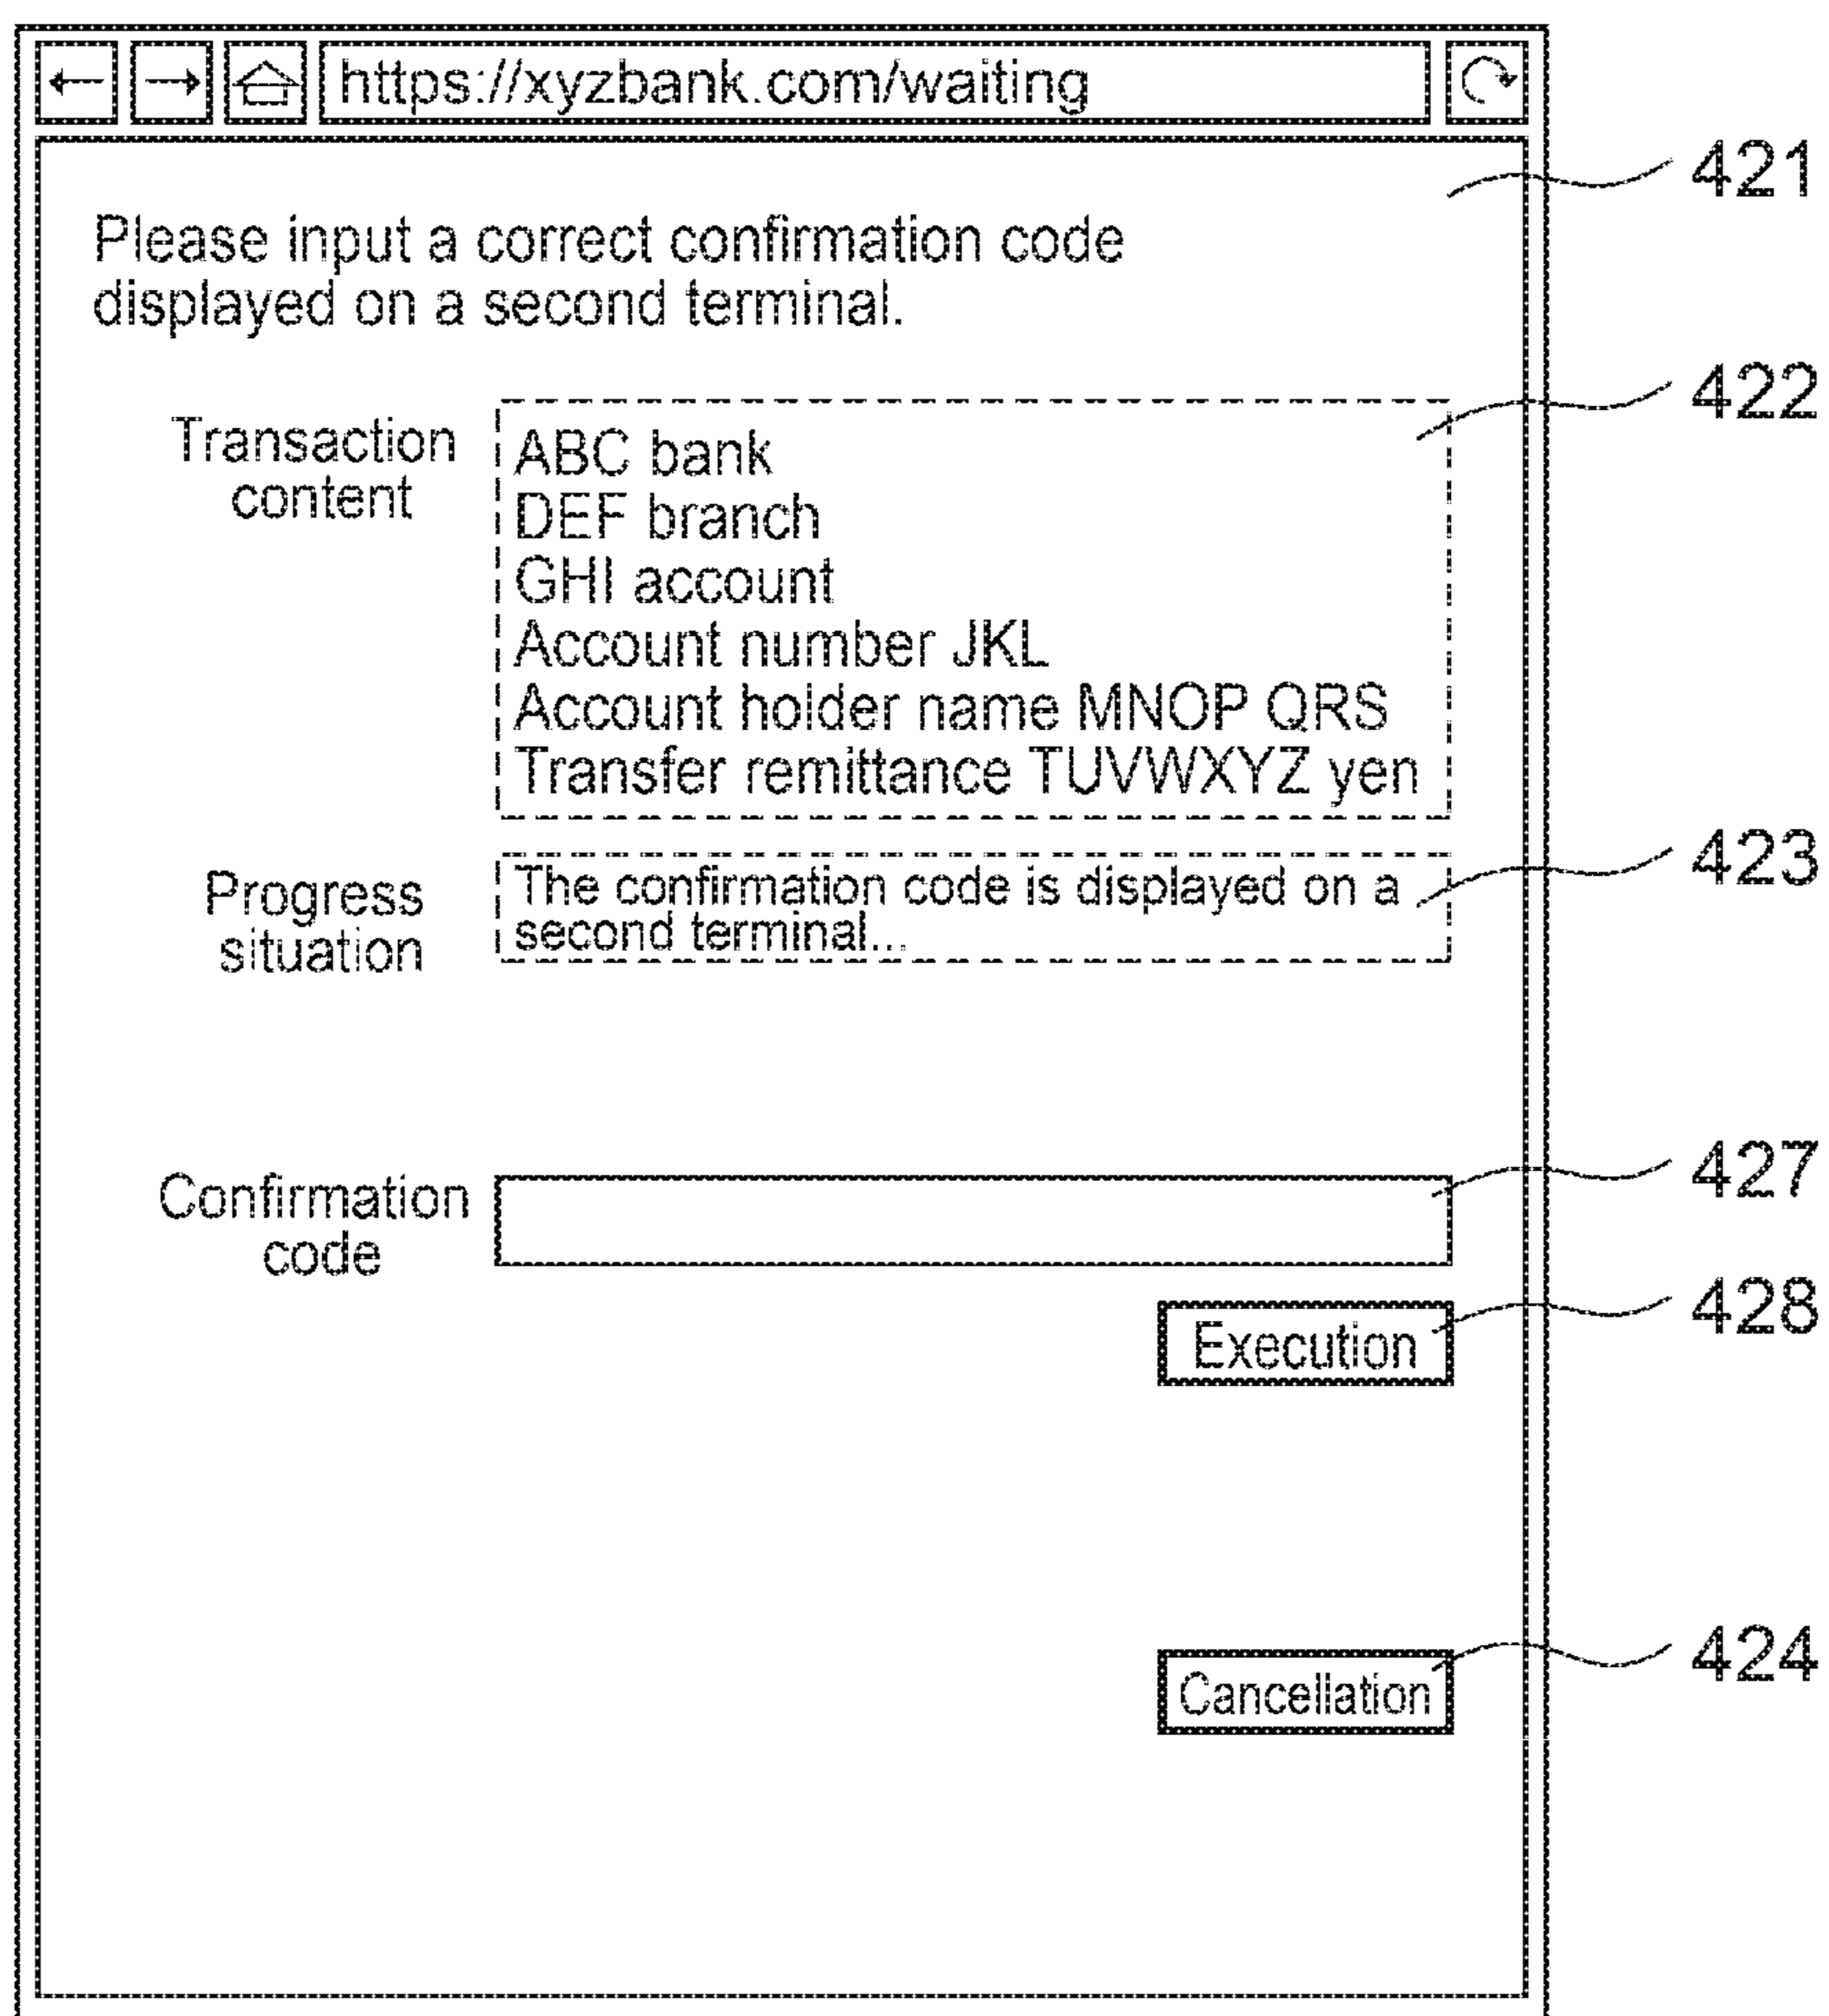 https://xyzbank.com/waiting
421
Please input a correct confirmation code
displayed on a second terminal.
422
Transaction
content
ABC bank
DEF branch
GHI account
Account number JKL
Account holder name MNOP QRS
Transfer remittance TUVWXYZ yen
423
Progress
situation
The confirmation code is displayed on a
second terminal...
427
Confirmation
code
428
Execution
424
Cancellation